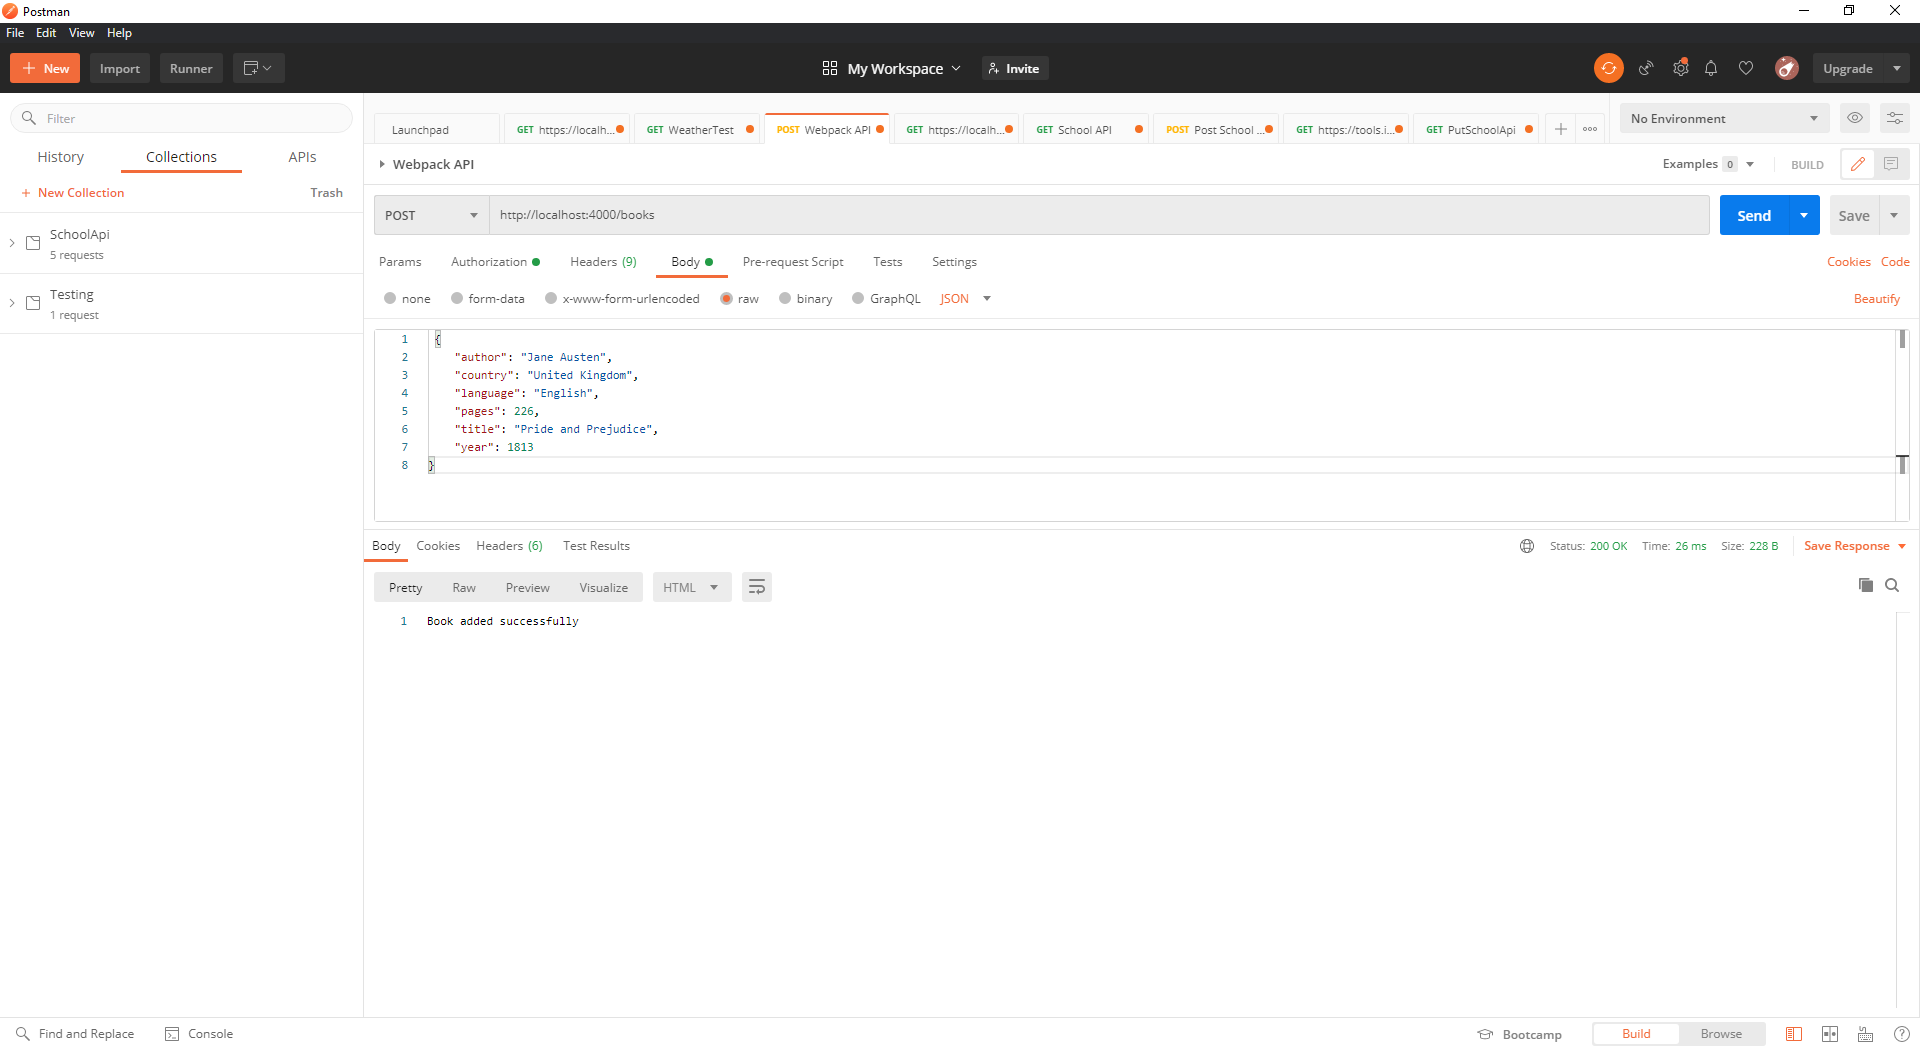 Postman
File Edit View Help
New Import Runner My Workspace Invite Upgrade
Filter
History Collections APIs
New Collection Trash
SchoolApi
5 requests
Testing
1 request
Launchpad GET https://localh... GET WeatherTest POST Webpack API GET https://localh... GET School API POST Post School ... GET https://tools.i... GET PutSchoolApi No Environment
Webpack API Examples 0 BUILD
POST http://localhost:4000/books Send Save
Params Authorization Headers (9) Body Pre-request Script Tests Settings Cookies Code
none form-data x-www-form-urlencoded raw binary GraphQL JSON Beautify
1 {
2 "author": "Jane Austen",
3 "country": "United Kingdom",
4 "language": "English",
5 "pages": 226,
6 "title": "Pride and Prejudice",
7 "year": 1813
8 }
Body Cookies Headers (6) Test Results Status: 200 OK Time: 26 ms Size: 228 B Save Response
Pretty Raw Preview Visualize HTML
1 Book added successfully
Find and Replace Console Bootcamp Build Browse